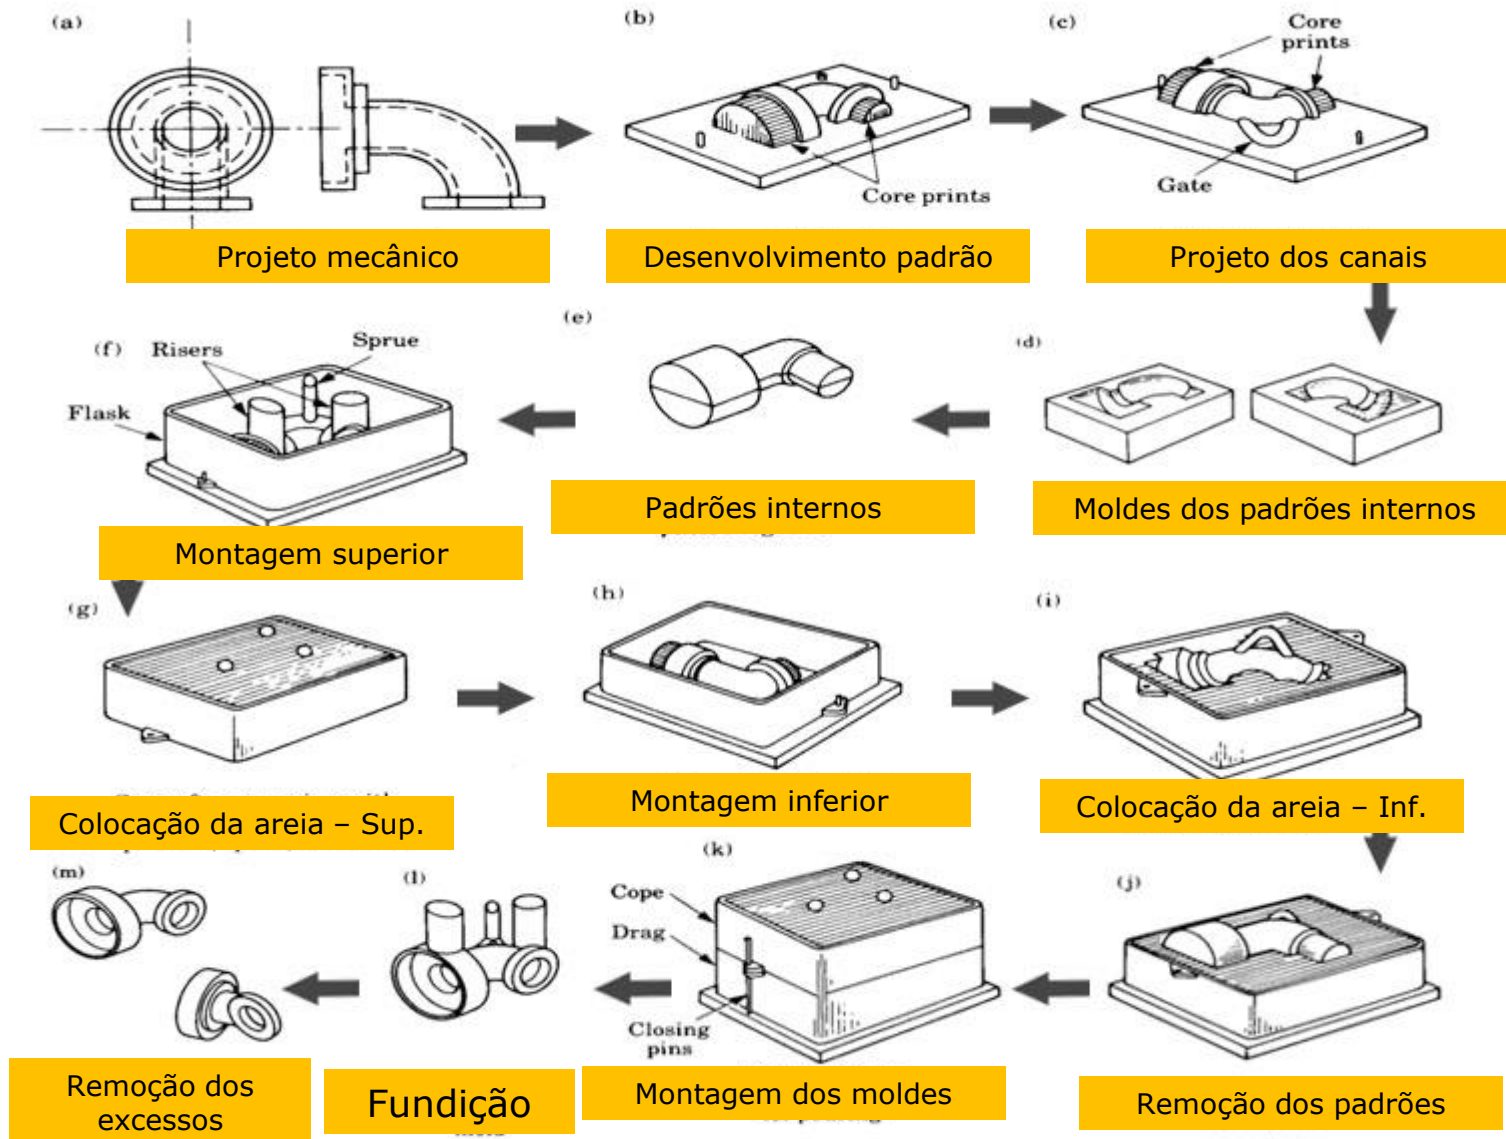 (a)
(b)
(c)
Core
prints
Core prints
Gate
Projeto mecânico
Desenvolvimento padrão
Projeto dos canais
(f)
Risers
Sprue
Flask
(e)
(d)
Montagem superior
Padrões internos
Moldes dos padrões internos
(g)
(h)
(i)
Colocação da areia – Sup.
Montagem inferior
Colocação da areia – Inf.
(m)
(l)
(k)
Cope
Drag
Closing
pins
(j)
Remoção dos
excessos
Fundição
Montagem dos moldes
Remoção dos padrões